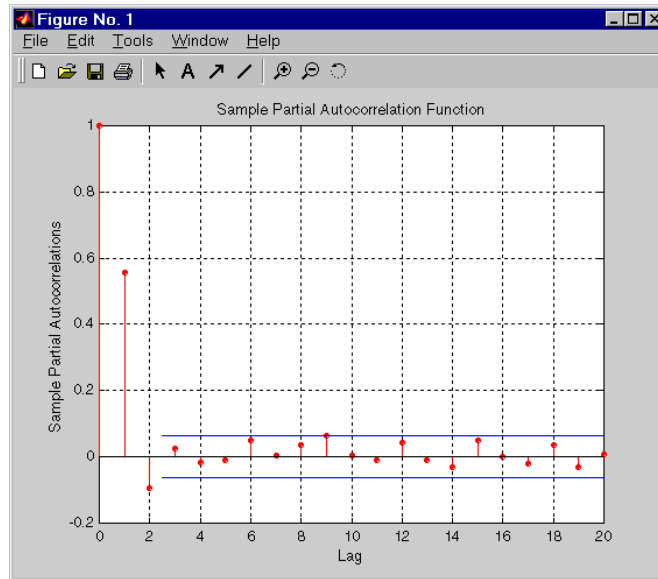 Figure No. 1
File Edit Tools Window Help
A
Sample Partial Autocorrelation Function
Sample Partial Autocorrelations
1
0.8
0.6
0.4
0.2
0
-0.2
0 2 4 6 8 10 12 14 16 18 20
Lag